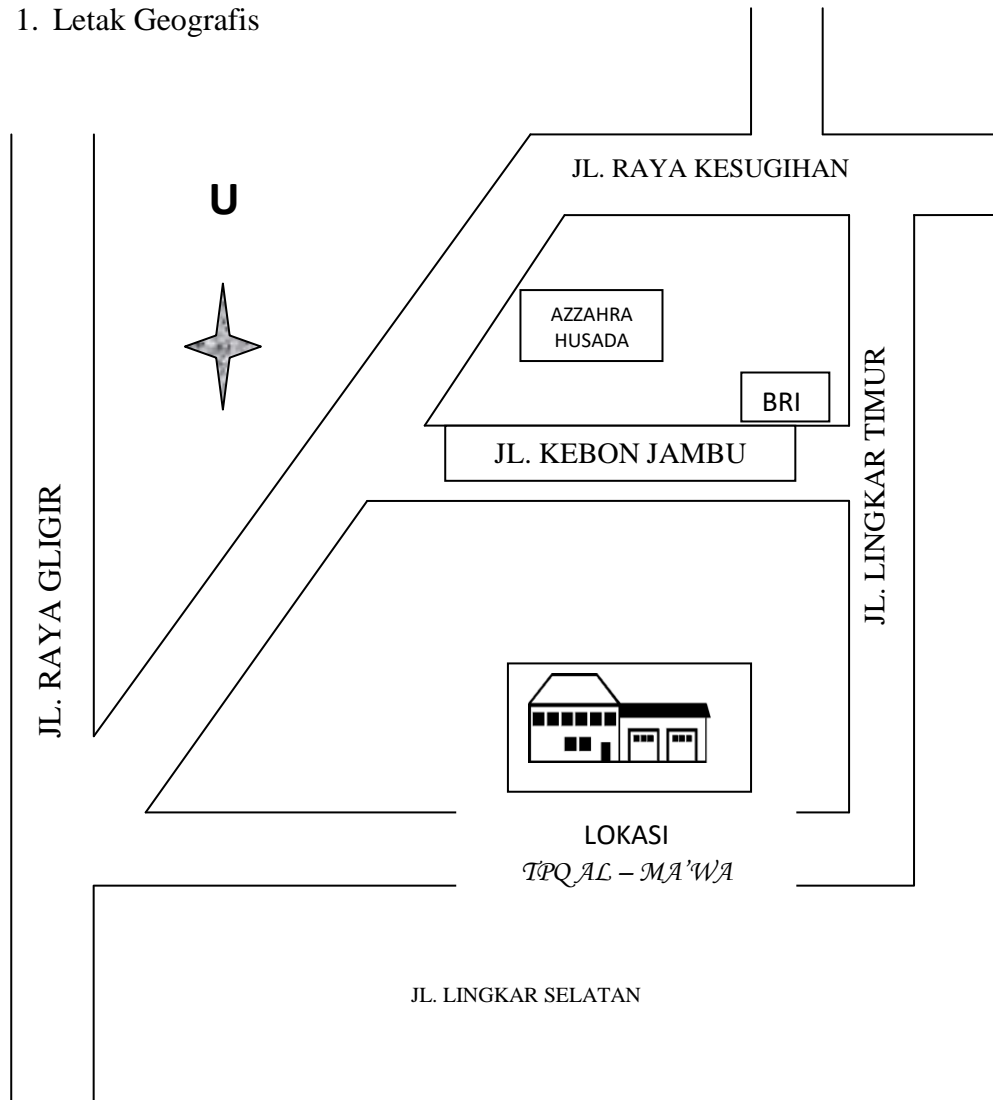 1. Letak Geografis
JL. RAYA KESUGIHAN
U
AZZAHRA
HUSADA
BRI
JL. KEBON JAMBU
JL. LINGKAR TIMUR
JL. RAYA GLIGIR
LOKASI
TPQ AL – MA'WA
JL. LINGKAR SELATAN